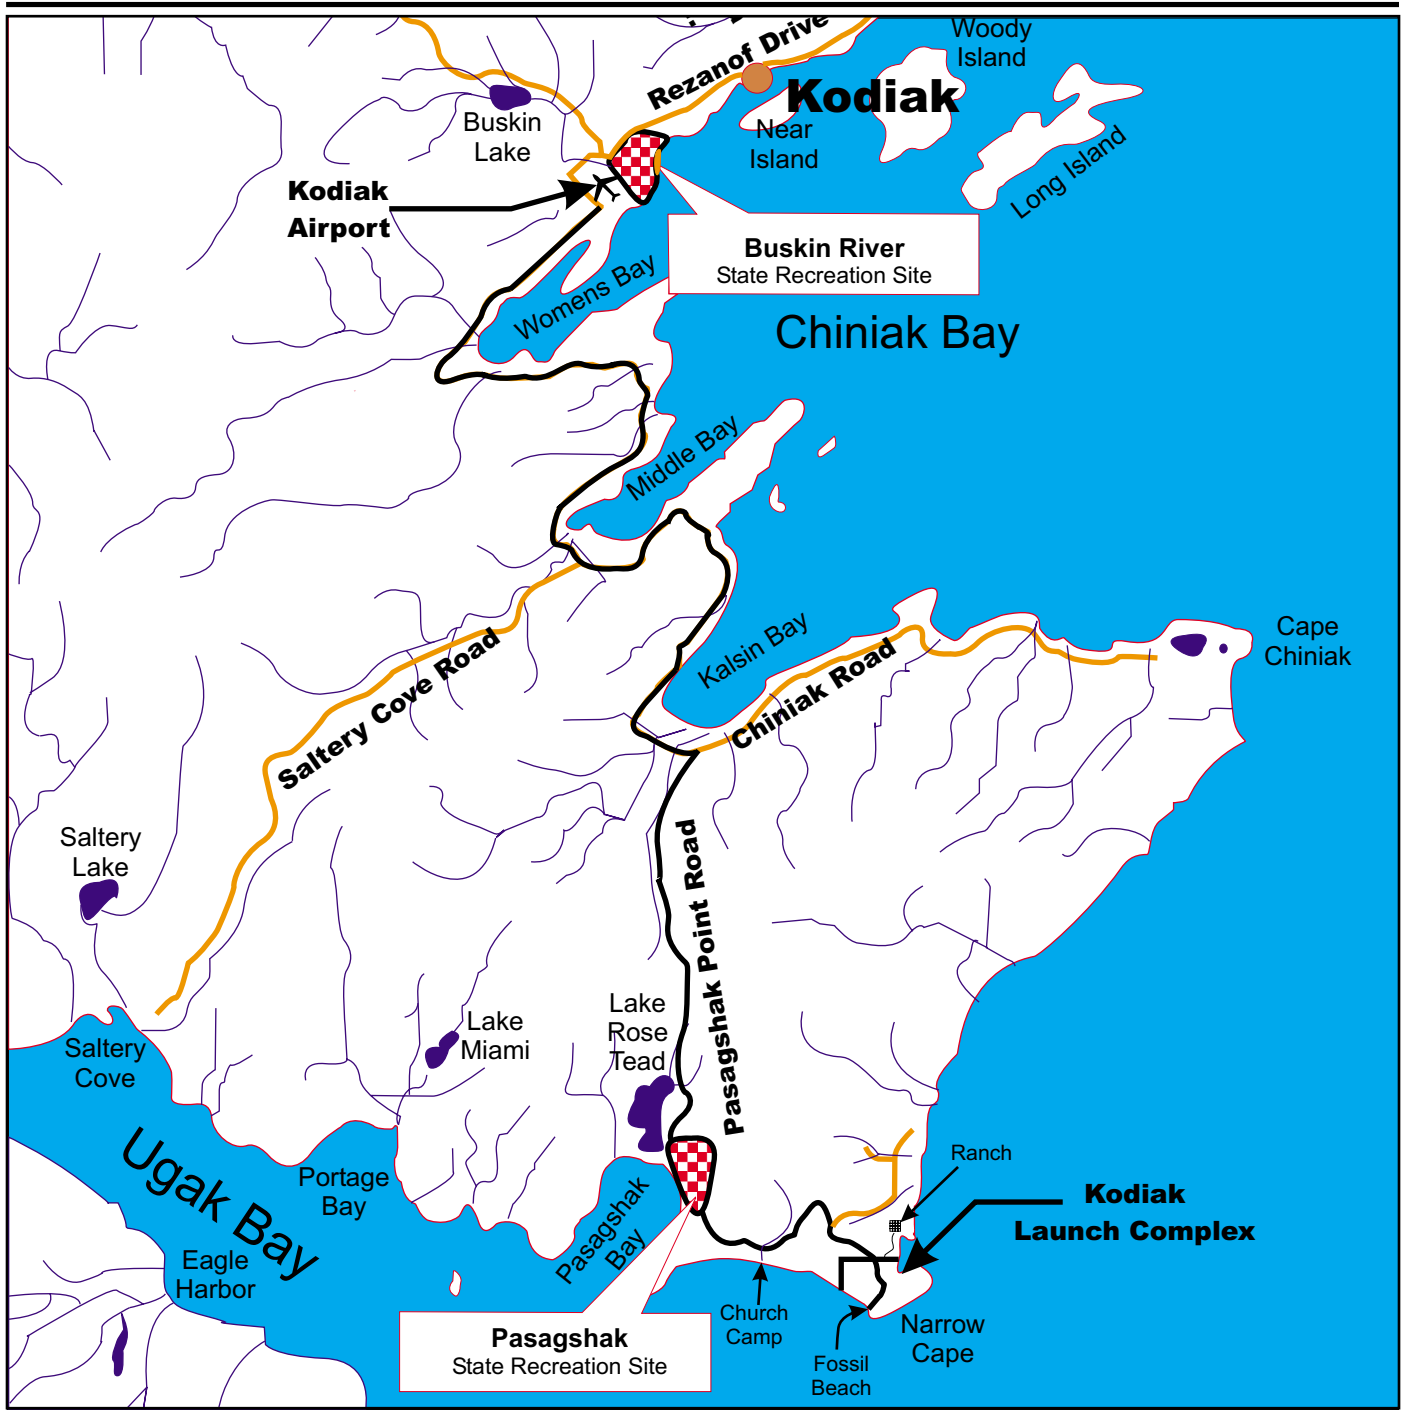 Woody
Island
Rezanof Drive
Kodiak
Near
Island
Long Island
Buskin
Lake
Kodiak
Airport
Buskin River
State Recreation Site
Womens Bay
Chiniak Bay
Middle Bay
Kalsin Bay
Cape
Chiniak
Chiniak Road
Saltery Cove Road
Saltery
Lake
Pasagshak Point Road
Lake
Rose
Tead
Lake
Miami
Saltery
Cove
Ugak Bay
Portage
Bay
Pasagshak
Bay
Ranch
Kodiak
Launch Complex
Eagle
Harbor
Church
Camp
Narrow
Cape
Fossil
Beach
Pasagshak
State Recreation Site